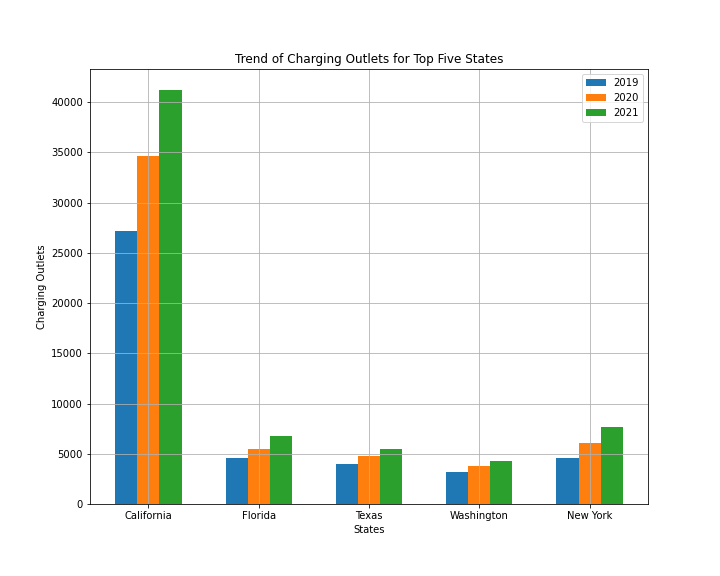 Trend of Charging Outlets for Top Five States
2019
2020
2021
40000
35000
30000
25000
20000
15000
10000
5000
0
Charging Outlets
California
Florida
Texas
Washington
New York
States